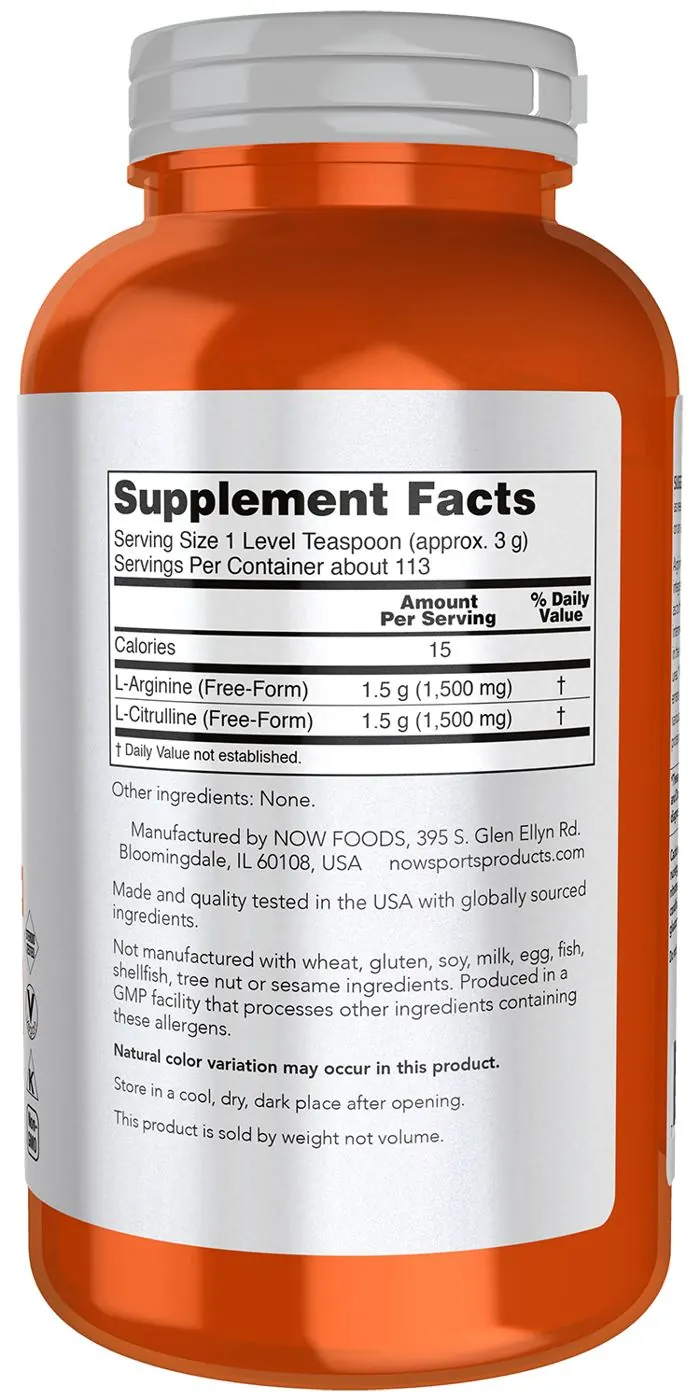 Supplement Facts
Serving Size 1 Level Teaspoon (approx. 3 g)
Servings Per Container about 113
Amount Per Serving % Daily Value
Calories 15
L-Arginine (Free-Form) 1.5 g (1,500 mg) †
L-Citrulline (Free-Form) 1.5 g (1,500 mg) †
† Daily Value not established.
Other ingredients: None.
Manufactured by NOW FOODS, 395 S. Glen Ellyn Rd.
Bloomingdale, IL 60108, USA nowsportsproducts.com
Made and quality tested in the USA with globally sourced
ingredients.
Not manufactured with wheat, gluten, soy, milk, egg, fish,
shellfish, tree nut or sesame ingredients. Produced in a
GMP facility that processes other ingredients containing
these allergens.
Natural color variation may occur in this product.
Store in a cool, dry, dark place after opening.
This product is sold by weight not volume.
V
K
Non-
GMO